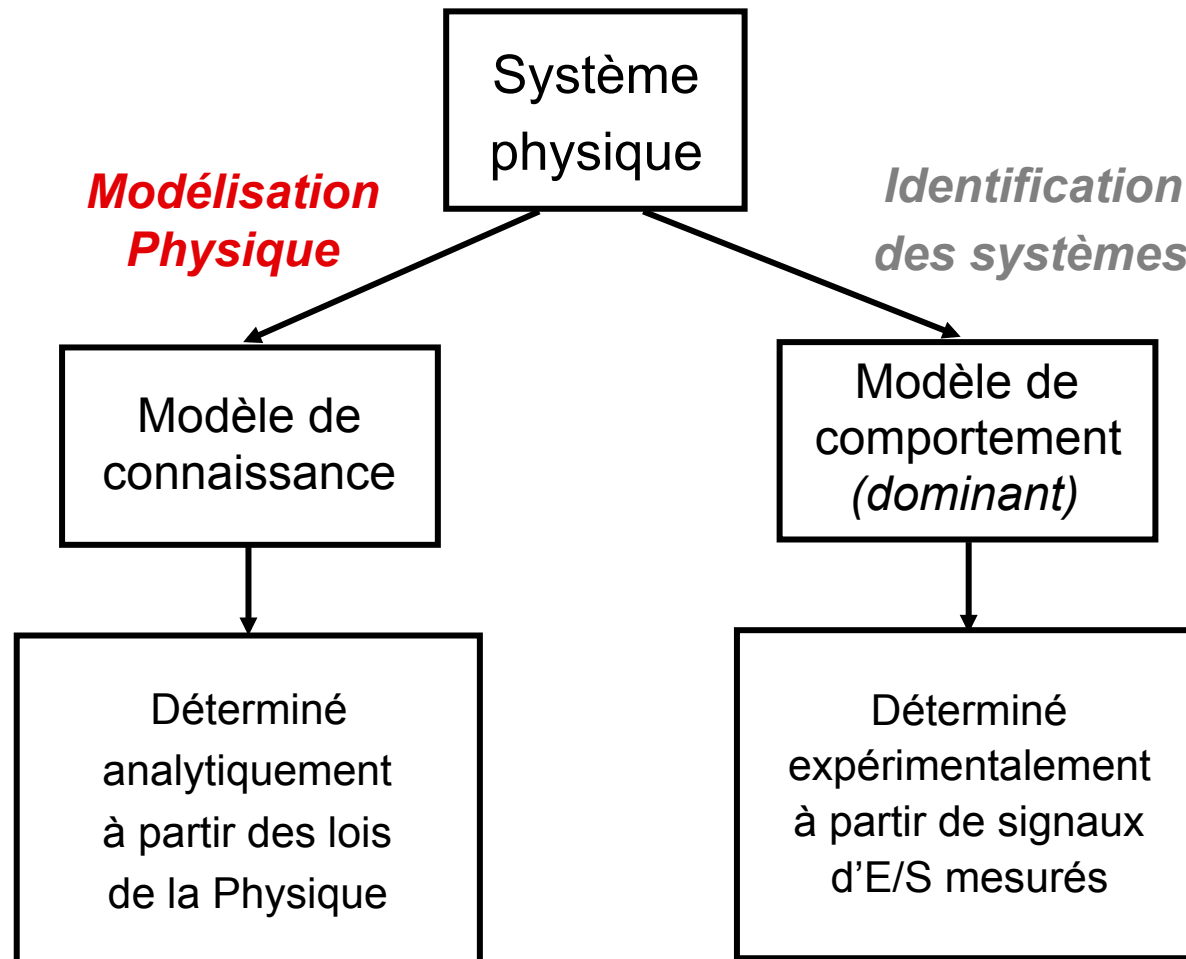 Système
physique
Modélisation
Physique
Identification
des systèmes
Modèle de
connaissance
Modèle de
comportement
(dominant)
Déterminé
analytiquement
à partir des lois
de la Physique
Déterminé
expérimentalement
à partir de signaux
d’E/S mesurés